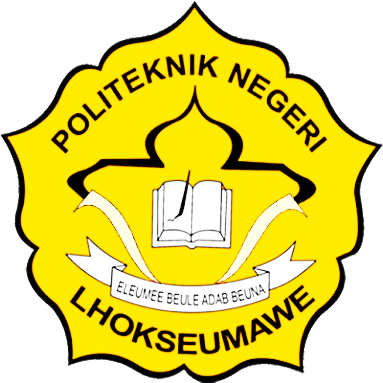 POLITEKNIK NEGERI
ELEUMEE BEULE ADAB BEUNA
LHOKSEUMAWE